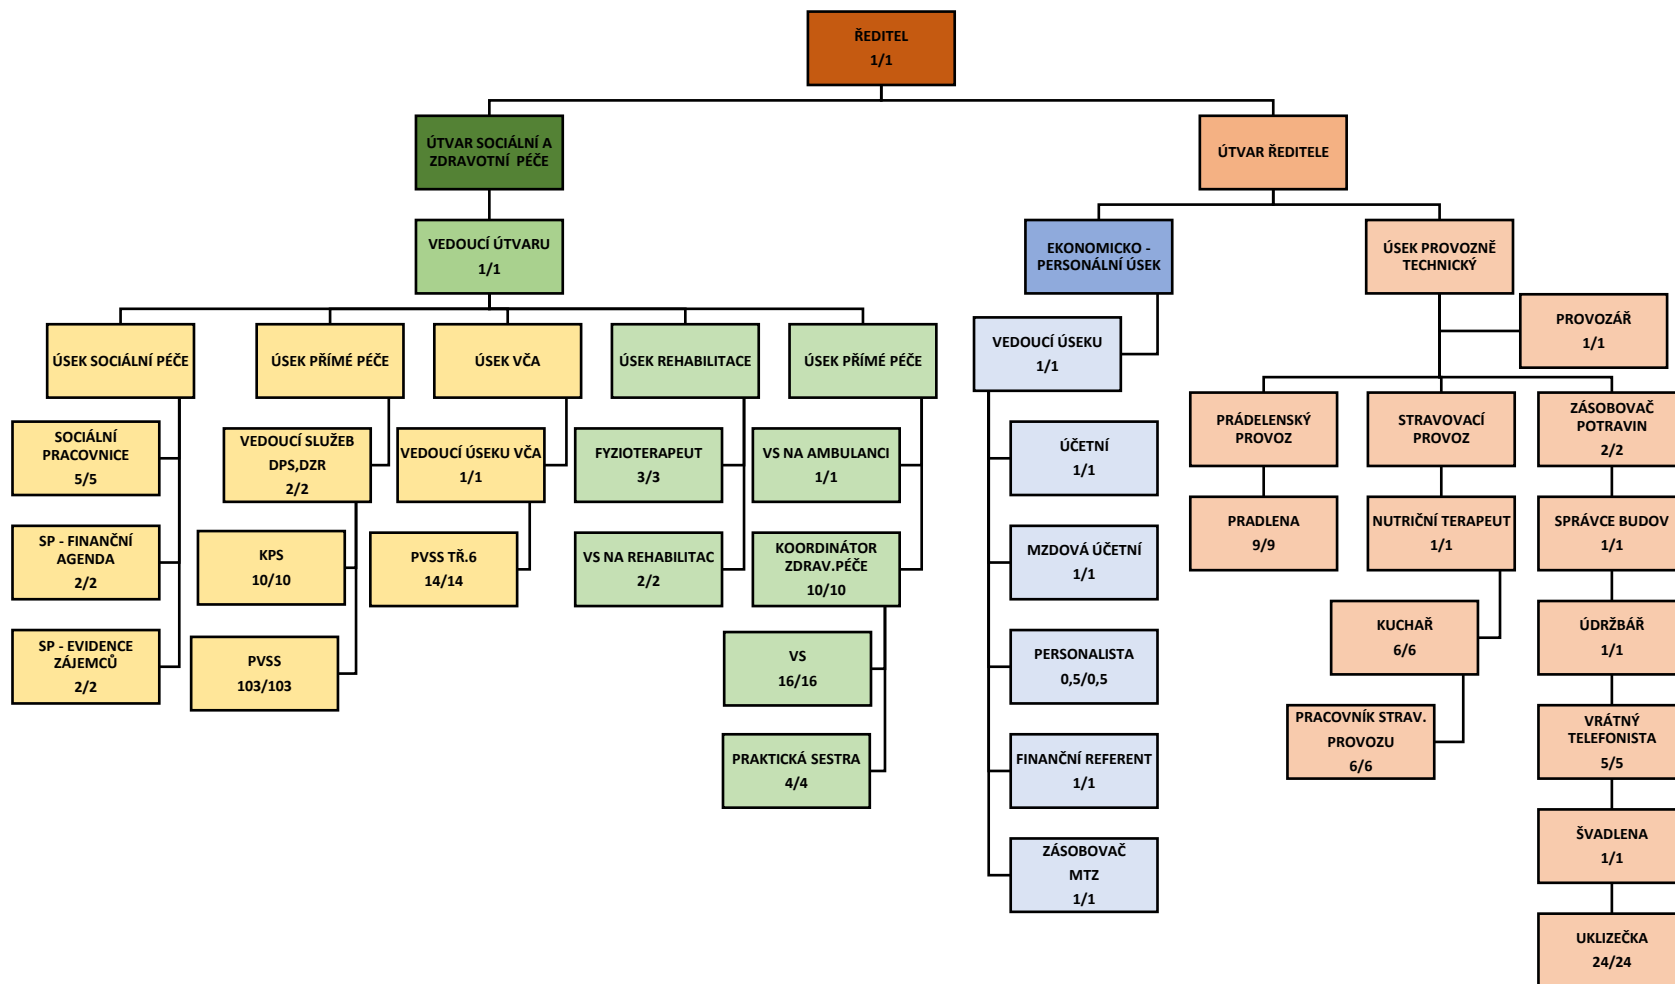 ŘEDITEL
1/1
ÚTVAR SOCIÁLNÍ A
ZDRAVOTNÍ PÉČE
ÚTVAR ŘEDITELE
VEDOUCÍ ÚTVARU
1/1
EKONOMICKO -
PERSONÁLNÍ ÚSEK
ÚSEK PROVOZNĚ
TECHNICKÝ
ÚSEK SOCIÁLNÍ PÉČE
ÚSEK PŘÍMÉ PÉČE
ÚSEK VČA
ÚSEK REHABILITACE
ÚSEK PŘÍMÉ PÉČE
VEDOUCÍ ÚSEKU
1/1
PROVOZÁŘ
1/1
SOCIÁLNÍ
PRACOVNICE
5/5
SP - FINANČNÍ
AGENDA
2/2
SP - EVIDENCE
ZÁJEMCŮ
2/2
VEDOUCÍ SLUŽEB
DPS,DZR
2/2
KPS
10/10
PVSS
103/103
VEDOUCÍ ÚSEKU VČA
1/1
PVSS TŘ.6
14/14
FYZIOTERAPEUT
3/3
VS NA REHABILITAC
2/2
VS NA AMBULANCI
1/1
KOORDINÁTOR
ZDRAV.PÉČE
10/10
VS
16/16
PRAKTICKÁ SESTRA
4/4
ÚČETNÍ
1/1
MZDOVÁ ÚČETNÍ
1/1
PERSONALISTA
0,5/0,5
FINANČNÍ REFERENT
1/1
ZÁSOBOVAČ
MTZ
1/1
PRÁDELENSKÝ
PROVOZ
PRADLENA
9/9
STRAVOVACÍ
PROVOZ
NUTRIČNÍ TERAPEUT
1/1
KUCHAŘ
6/6
PRACOVNÍK STRAV.
PROVOZU
6/6
ZÁSOBOVAČ
POTRAVIN
2/2
SPRÁVCE BUDOV
1/1
ÚDRŽBÁŘ
1/1
VRÁTNÝ
TELEFONISTA
5/5
ŠVADLENA
1/1
UKLIZEČKA
24/24